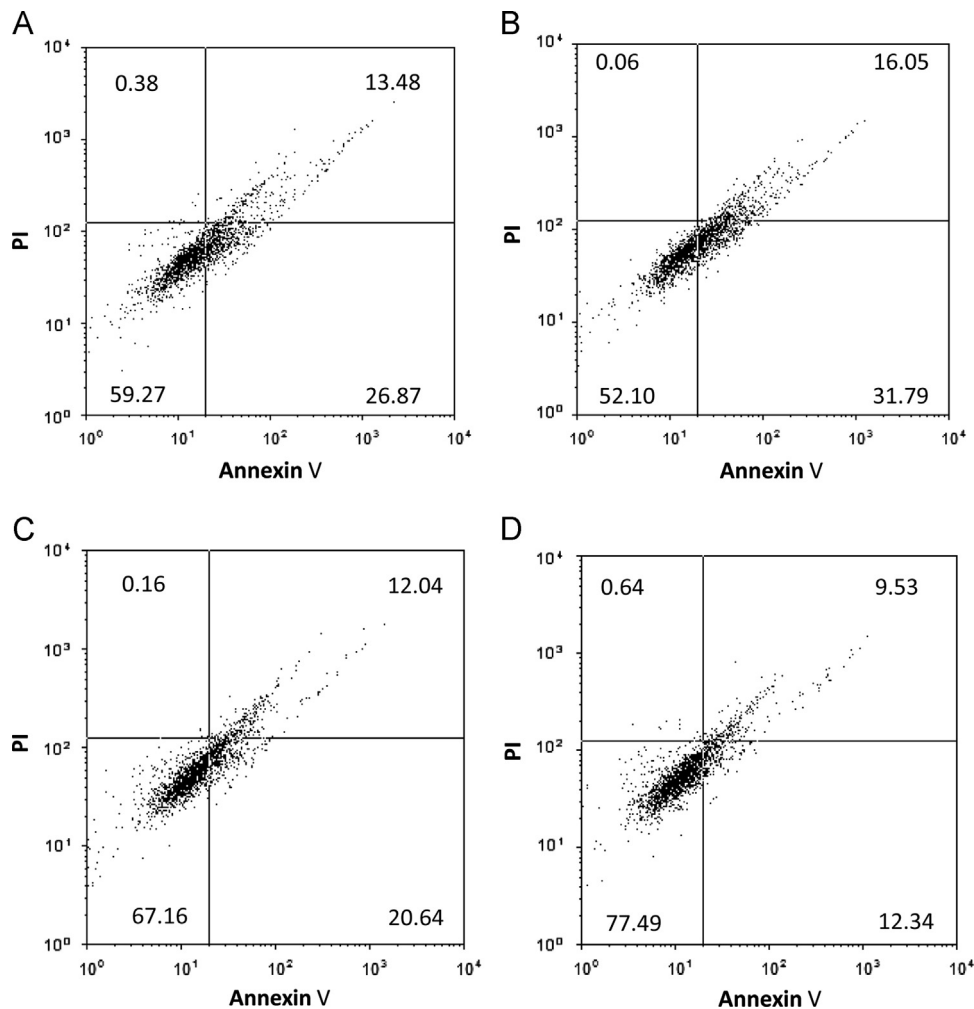 A
10⁴
0.38
13.48
10³
PI
10²
10¹
59.27
26.87
10⁰
10⁰ 10¹ 10² 10³ 10⁴
Annexin V
B
10⁴
0.06
16.05
10³
PI
10²
10¹
52.10
31.79
10⁰
10⁰ 10¹ 10² 10³ 10⁴
Annexin V
C
10⁴
0.16
12.04
10³
PI
10²
10¹
67.16
20.64
10⁰
10⁰ 10¹ 10² 10³ 10⁴
Annexin V
D
10⁴
0.64
9.53
10³
PI
10²
10¹
77.49
12.34
10⁰
10⁰ 10¹ 10² 10³ 10⁴
Annexin V